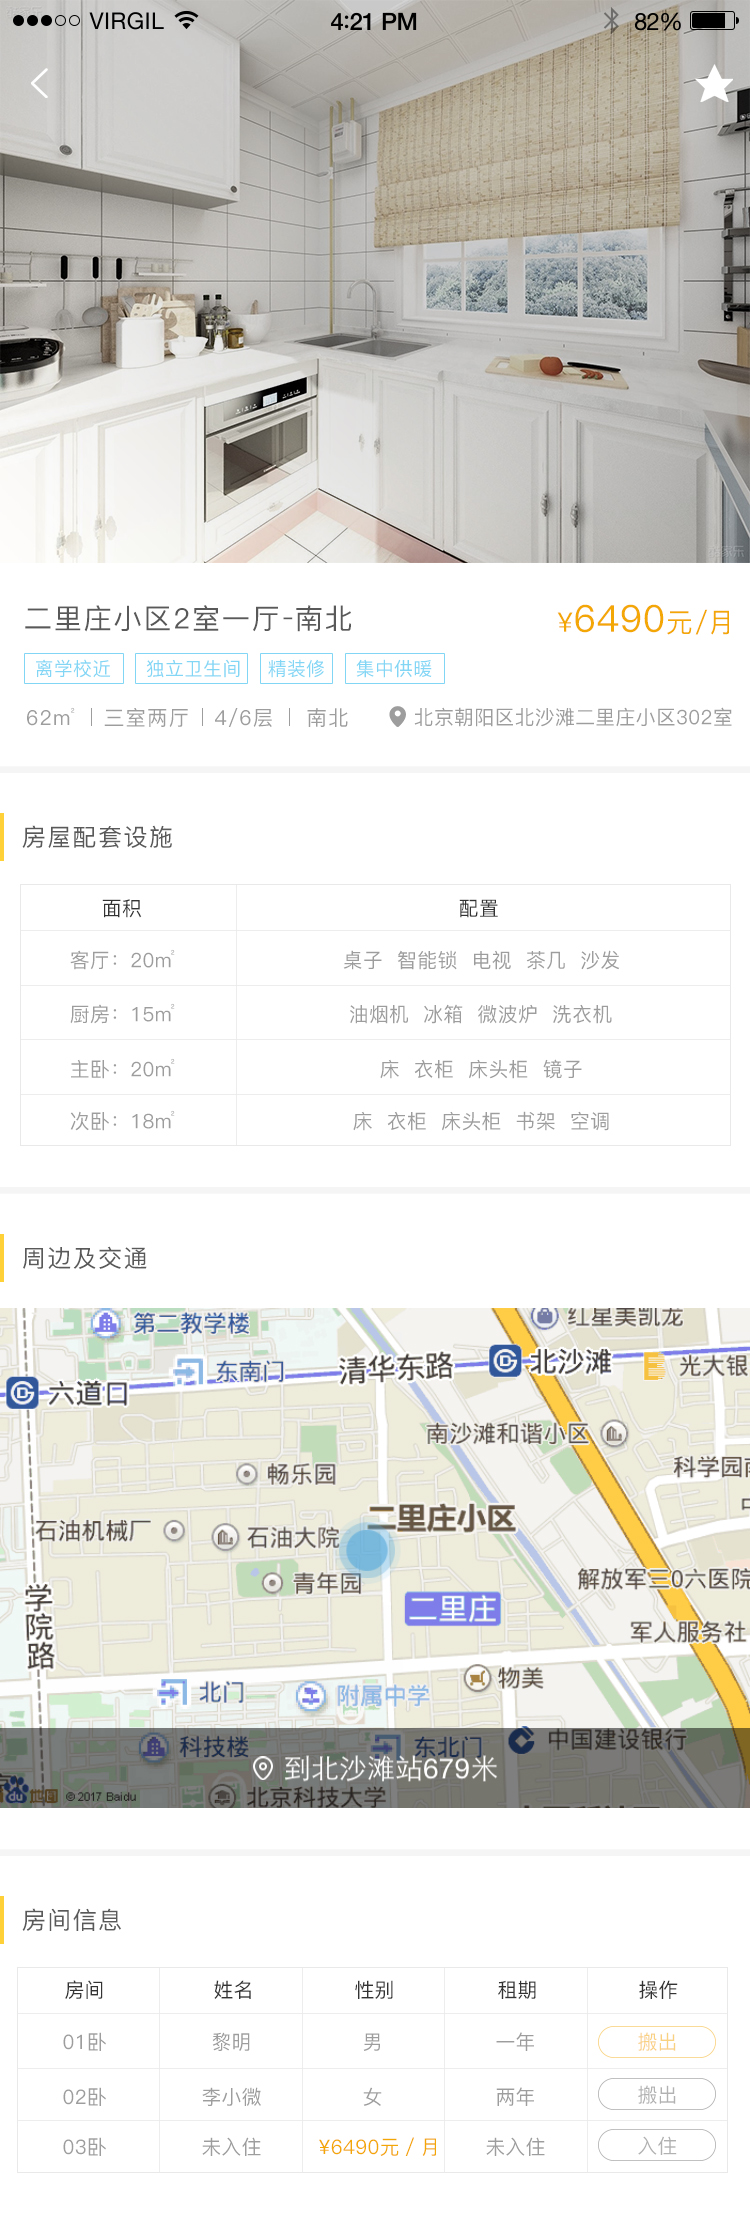 VIRGIL 4:21 PM 82%
二里庄小区2室一厅-南北 ¥6490元/月
离学校近 独立卫生间 精装修 集中供暖
62㎡ | 三室两厅 | 4/6层 | 南北 北京朝阳区北沙滩二里庄小区302室
房屋配套设施
面积 配置
客厅：20㎡ 桌子 智能锁 电视 茶几 沙发
厨房：15㎡ 油烟机 冰箱 微波炉 洗衣机
主卧：20㎡ 床 衣柜 床头柜 镜子
次卧：18㎡ 床 衣柜 床头柜 书架 空调
周边及交通
第二教学楼 红星美凯龙
东南门 清华东路 北沙滩 光大银
六道口
南沙滩和谐小区
畅乐园 科学园南
二里庄小区
石油机械厂 石油大院
青年园 解放军三0六医院
学院路
二里庄
军人服务社
物美
北门 附属中学
科技楼 东北门 中国建设银行
到北沙滩站679米
du 地图 © 2017 Baidu 北京科技大学
房间信息
房间 姓名 性别 租期 操作
01卧 黎明 男 一年 搬出
02卧 李小微 女 两年 搬出
03卧 未入住 ¥6490元 / 月 未入住 入住